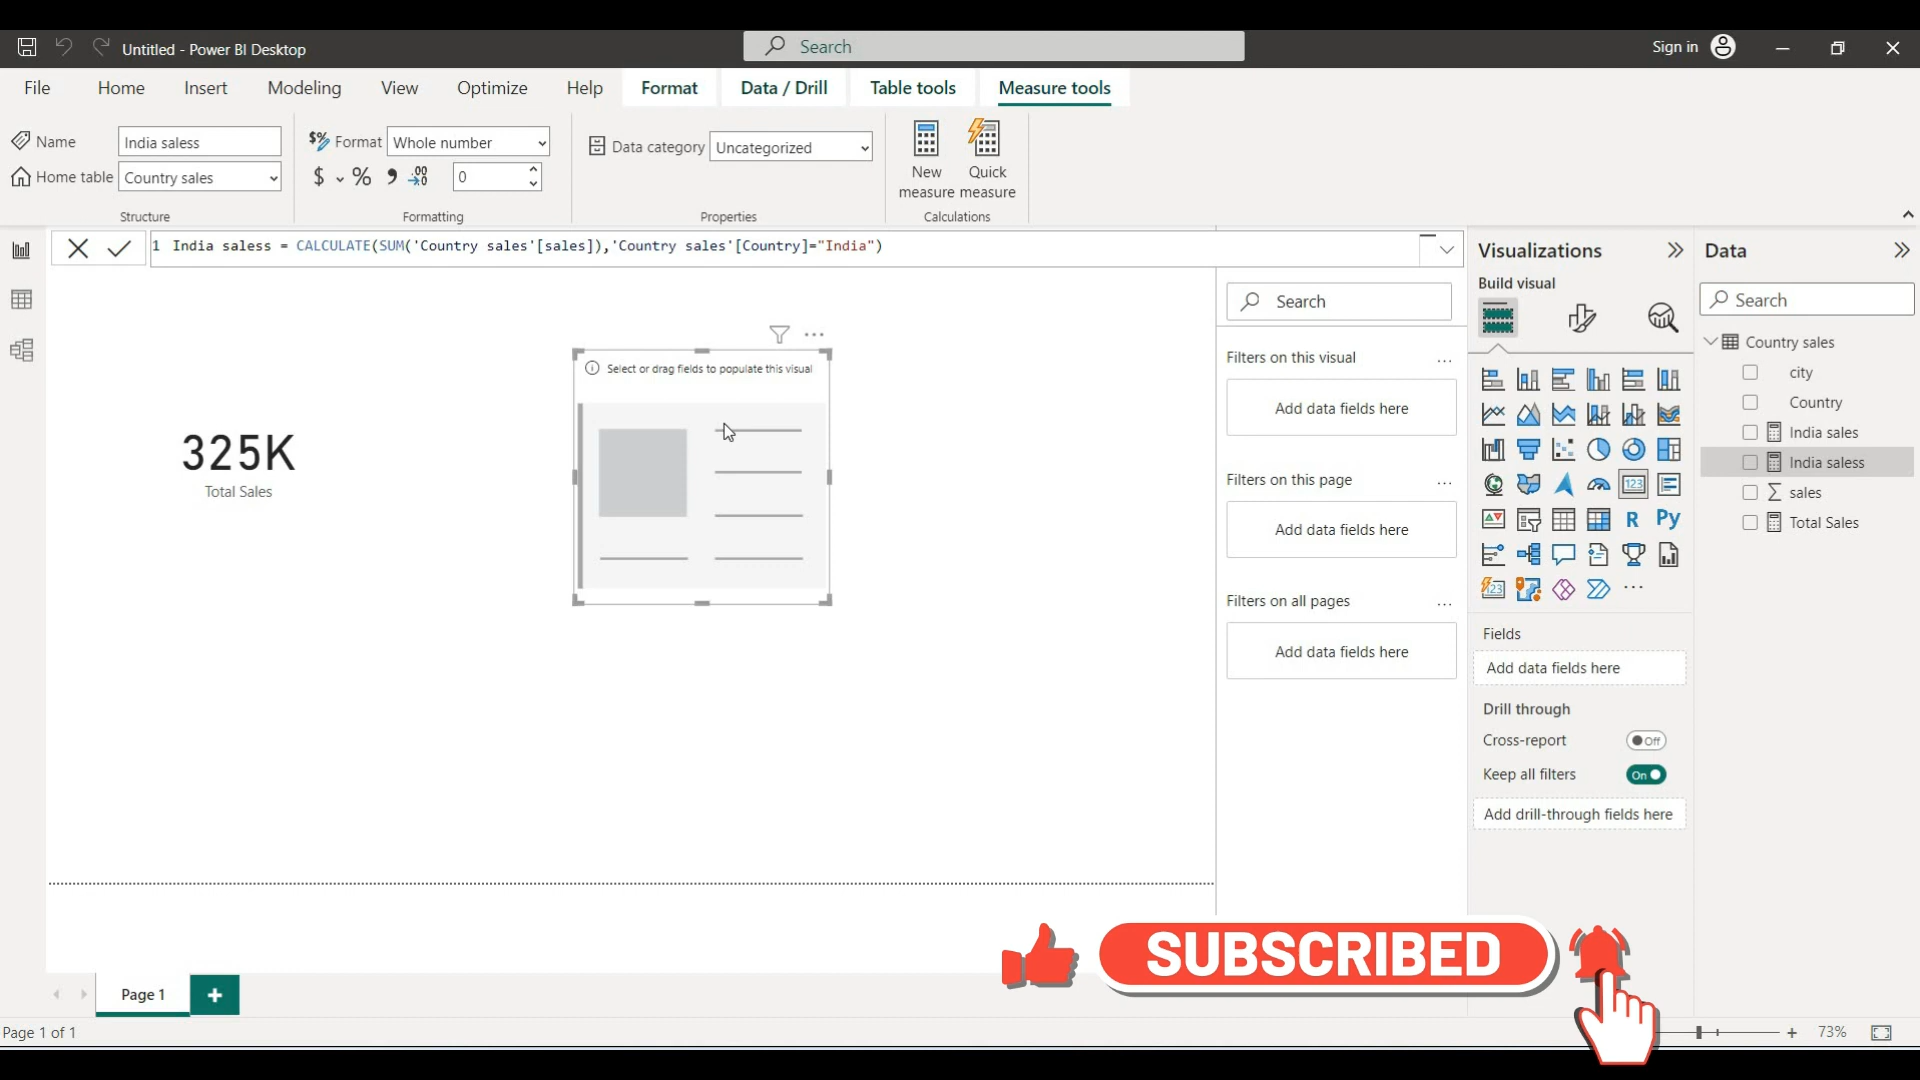 Untitled - Power BI Desktop
Search
Sign in
File
Home
Insert
Modeling
View
Optimize
Help
Format
Data / Drill
Table tools
Measure tools
Name
India saless
Home table
Country sales
Structure
Format
Whole number
$ % , .00
0
Formatting
Data category
Uncategorized
Properties
New measure
Quick measure
Calculations
1 India saless = CALCULATE(SUM('Country sales'[sales]),'Country sales'[Country]="India")
325K
Total Sales
Select or drag fields to populate this visual
Search
Filters on this visual ...
Add data fields here
Filters on this page ...
Add data fields here
Filters on all pages ...
Add data fields here
Visualizations
Build visual
123
R
Py
123
...
Fields
Add data fields here
Drill through
Cross-report
Off
Keep all filters
On
Add drill-through fields here
Data
Search
Country sales
city
Country
India sales
India saless
sales
Total Sales
SUBSCRIBED
Page 1
+
Page 1 of 1
+ 73%